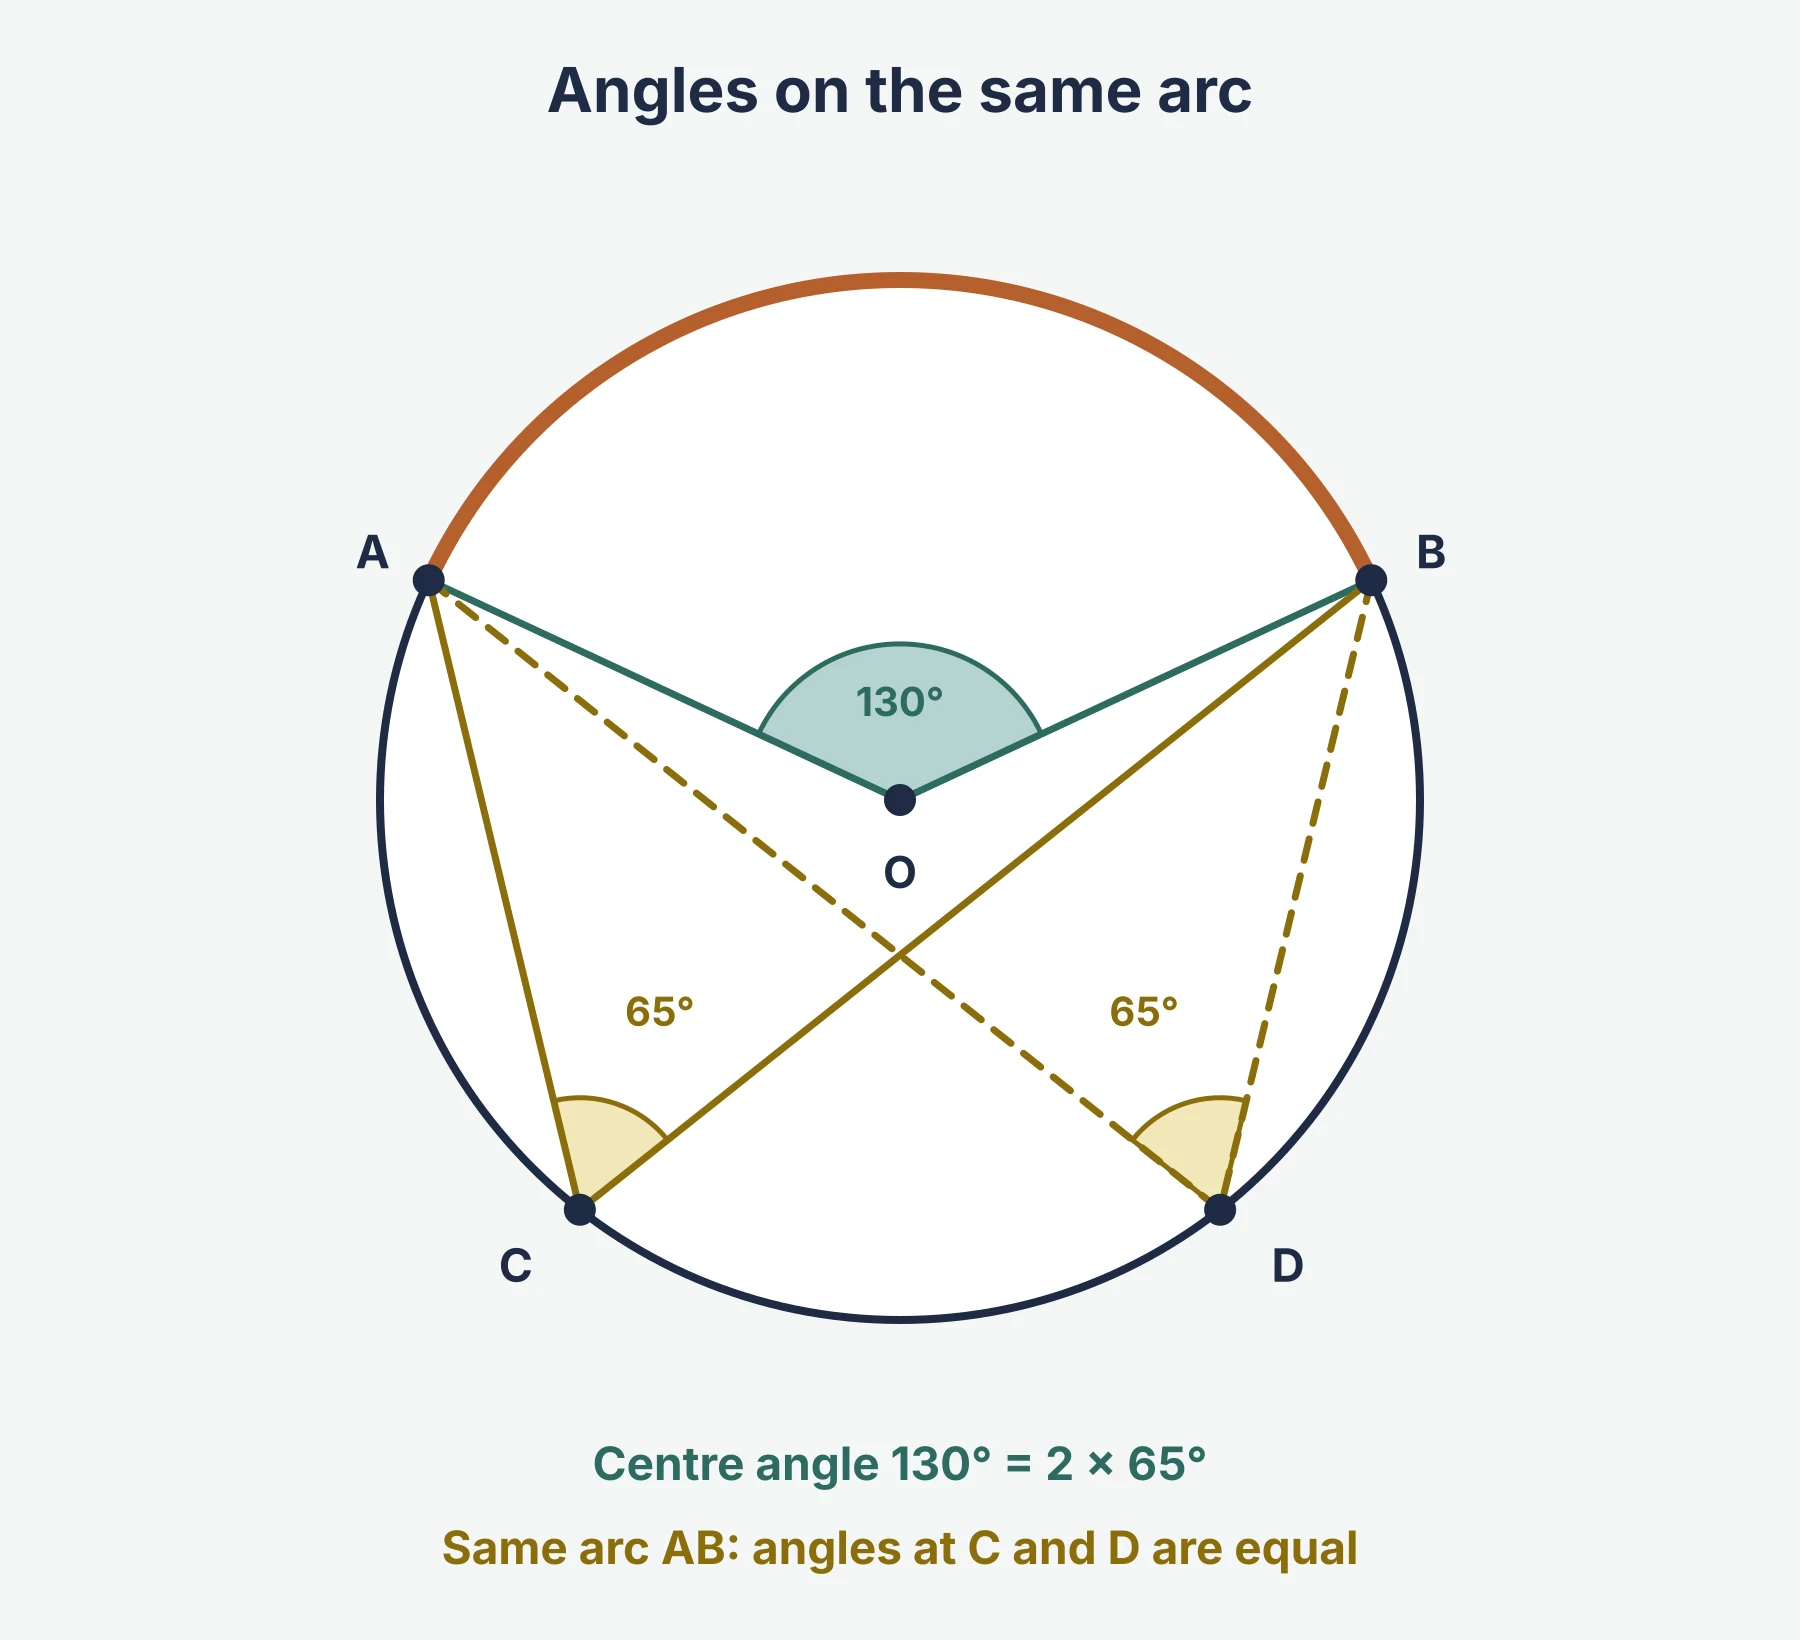 Angles on the same arc
A
B
130°
O
65°
65°
C
D
Centre angle 130° = 2 × 65°
Same arc AB: angles at C and D are equal